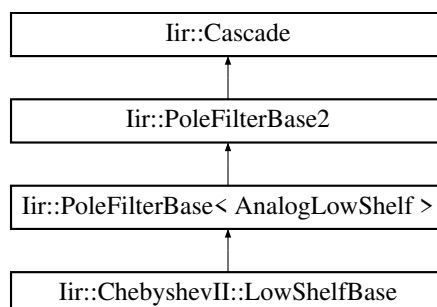 Iir::Cascade
Iir::PoleFilterBase2
Iir::PoleFilterBase< AnalogLowShelf >
Iir::ChebyshevII::LowShelfBase